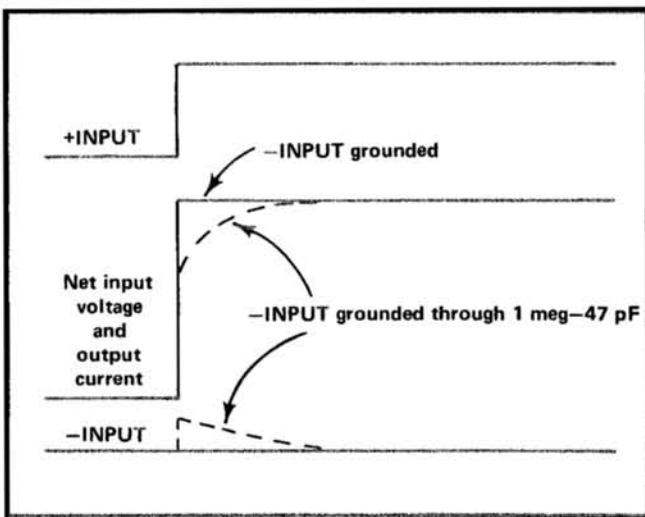 +INPUT
−INPUT grounded
Net input
voltage
and
output
current
−INPUT grounded through 1 meg−47 pF
−INPUT